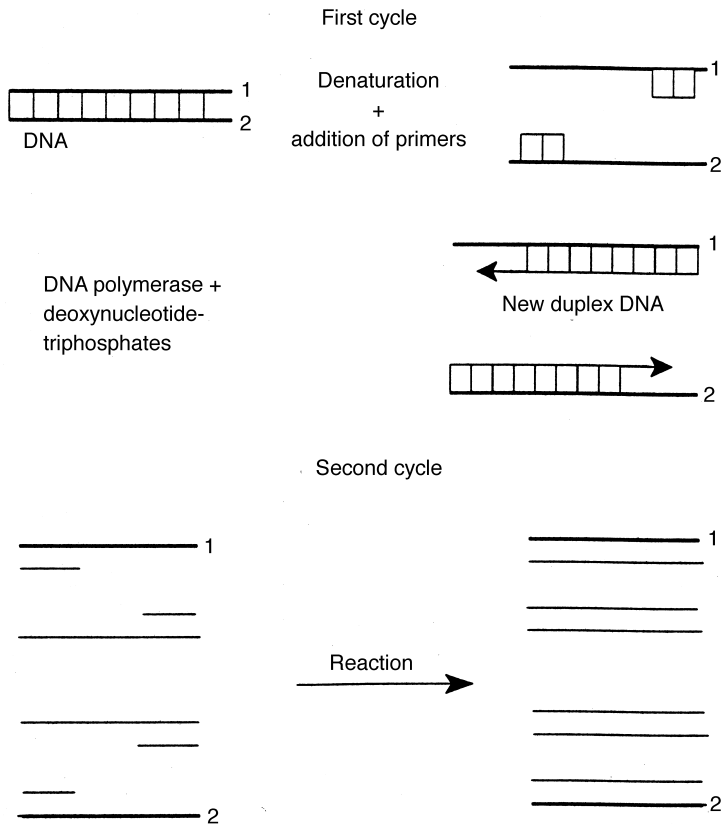 First cycle
1
2
DNA
Denaturation
+
addition of primers
1
2
DNA polymerase +
deoxynucleotide-
triphosphates
1
New duplex DNA
2
Second cycle
1
2
Reaction
1
2